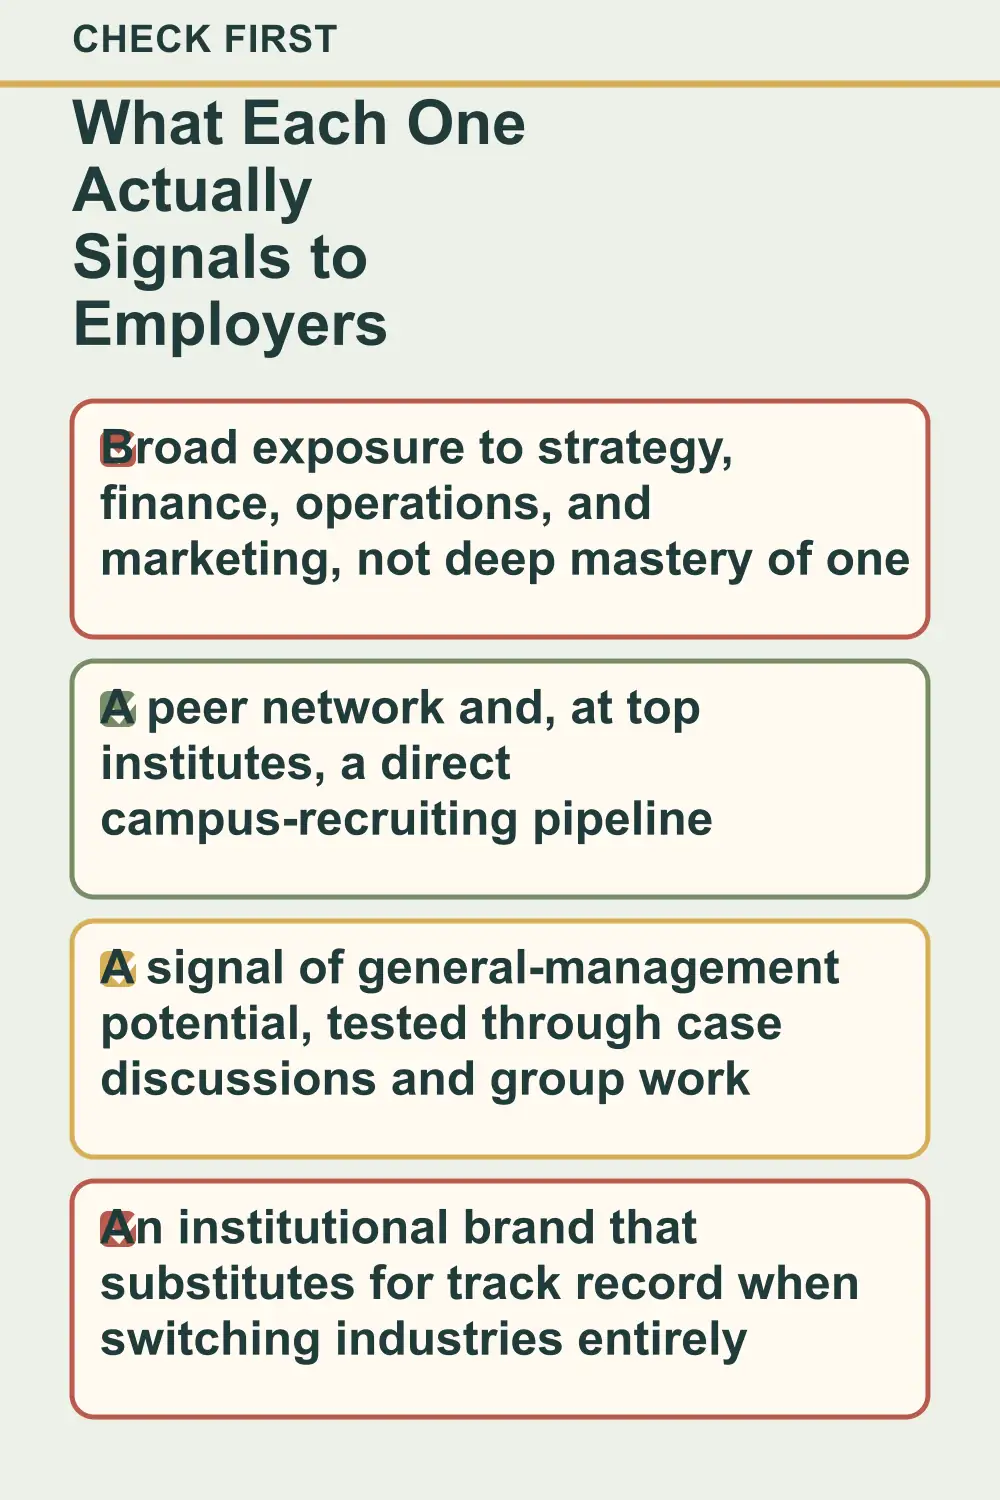 CHECK FIRST
What Each One
Actually
Signals to
Employers
Broad exposure to strategy,
finance, operations, and
marketing, not deep mastery of one
A peer network and, at top
institutes, a direct
campus-recruiting pipeline
A signal of general-management
potential, tested through case
discussions and group work
An institutional brand that
substitutes for track record when
switching industries entirely